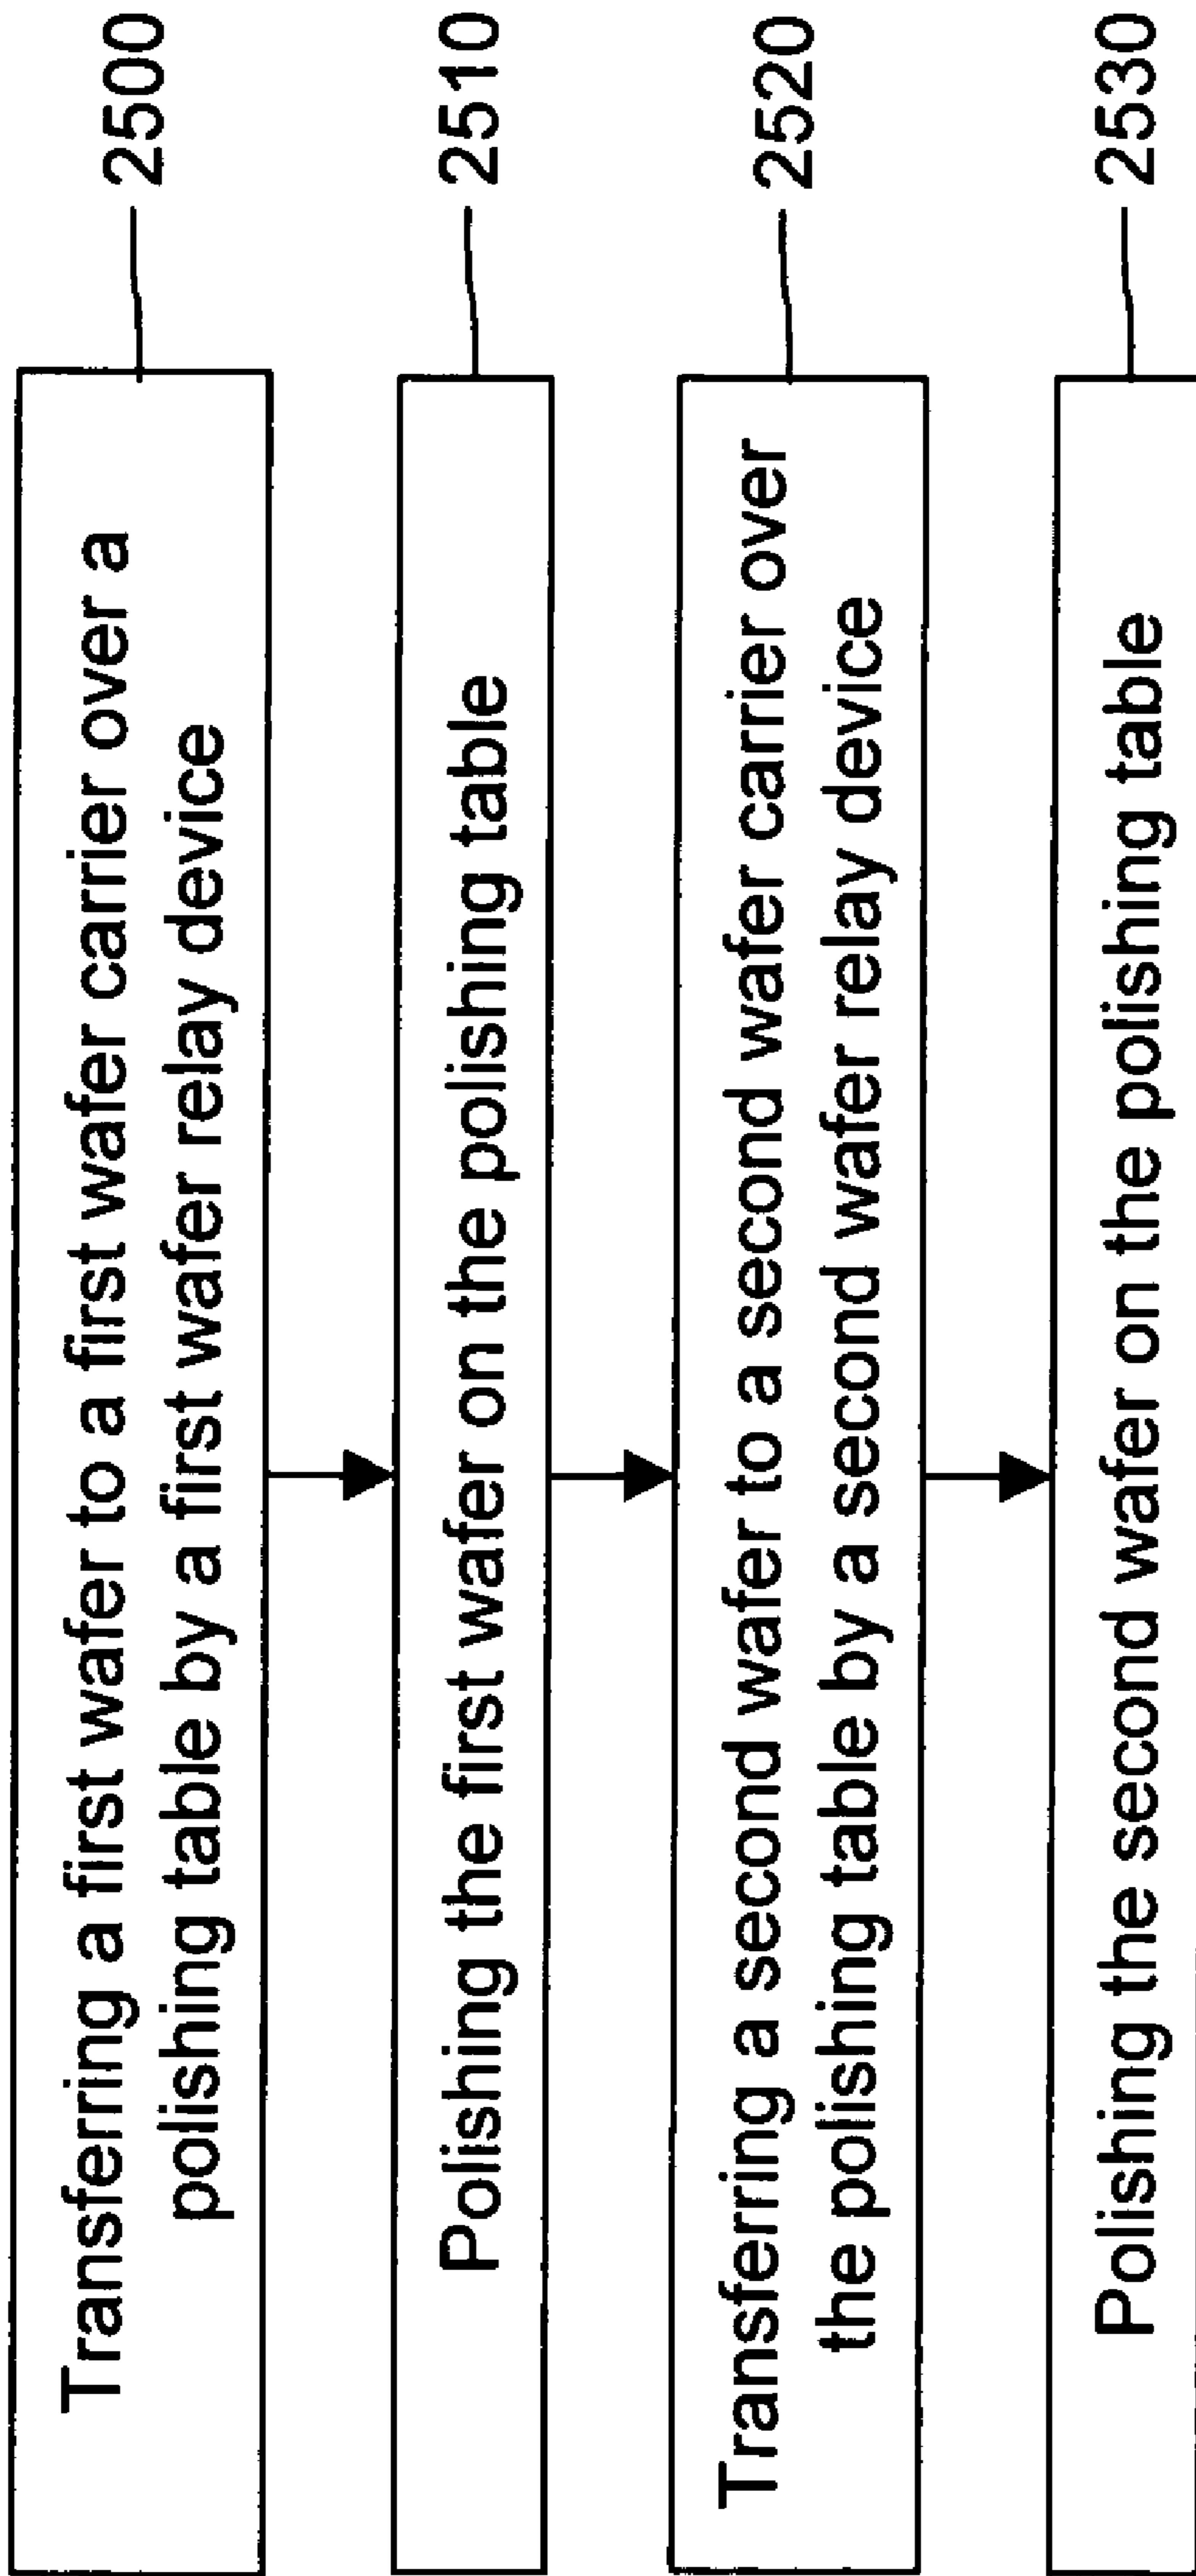 Transferring a first wafer to a first wafer carrier over a
polishing table by a first wafer relay device
2500
Polishing the first wafer on the polishing table
2510
Transferring a second wafer to a second wafer carrier over
the polishing table by a second wafer relay device
2520
Polishing the second wafer on the polishing table
2530